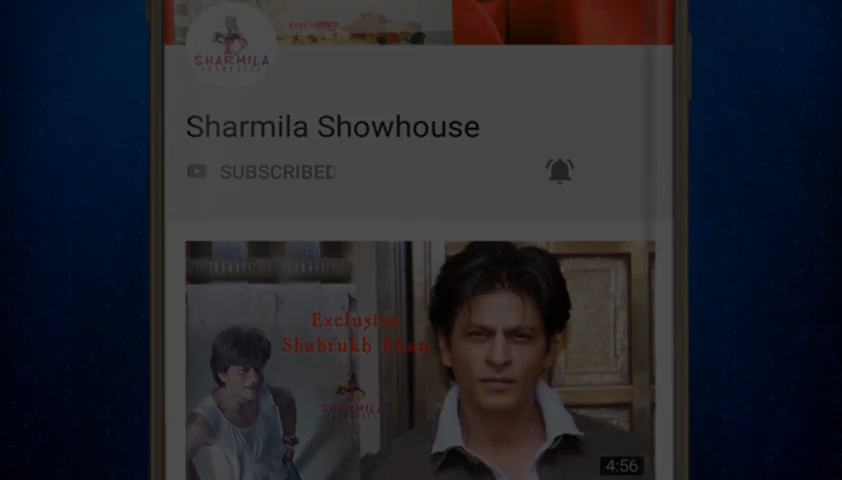 SHARMILA
Sharmila Showhouse
SUBSCRIBED
Exclusive
Shahrukh Khan
SHARMILA
4:56